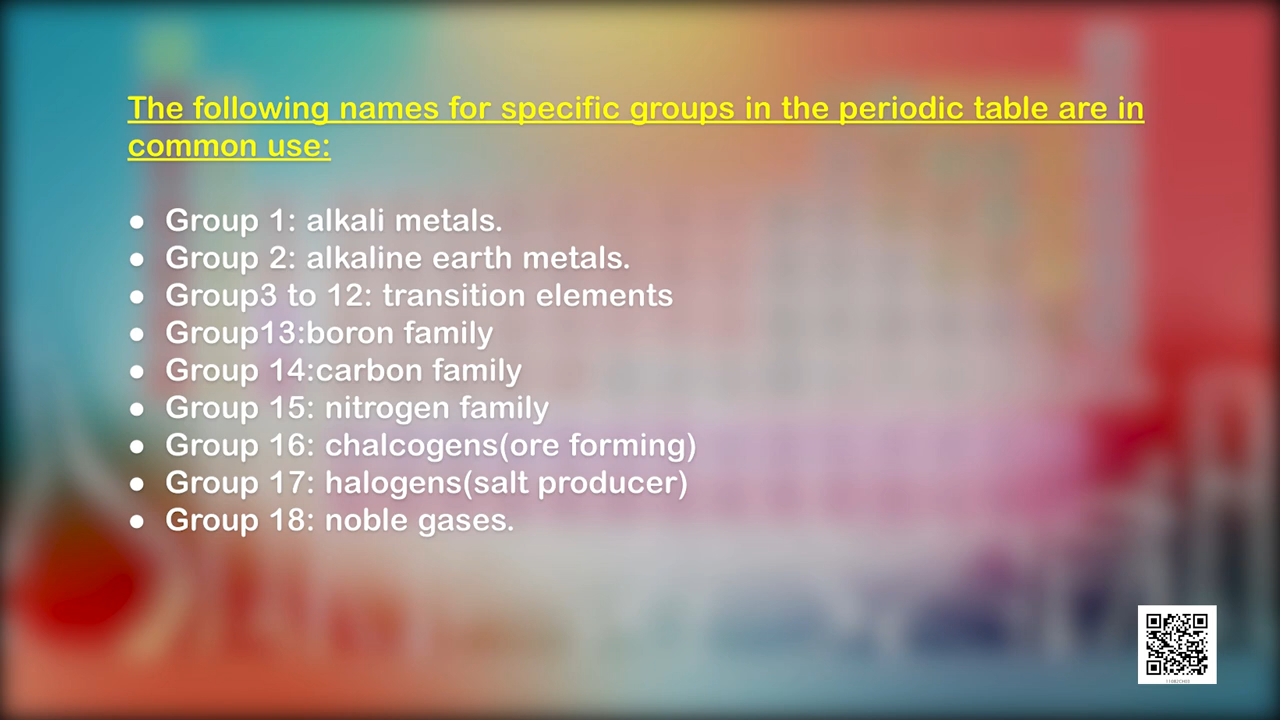 The following names for specific groups in the periodic table are in
common use:
● Group 1: alkali metals.
● Group 2: alkaline earth metals.
● Group3 to 12: transition elements
● Group13:boron family
● Group 14:carbon family
● Group 15: nitrogen family
● Group 16: chalcogens(ore forming)
● Group 17: halogens(salt producer)
● Group 18: noble gases.